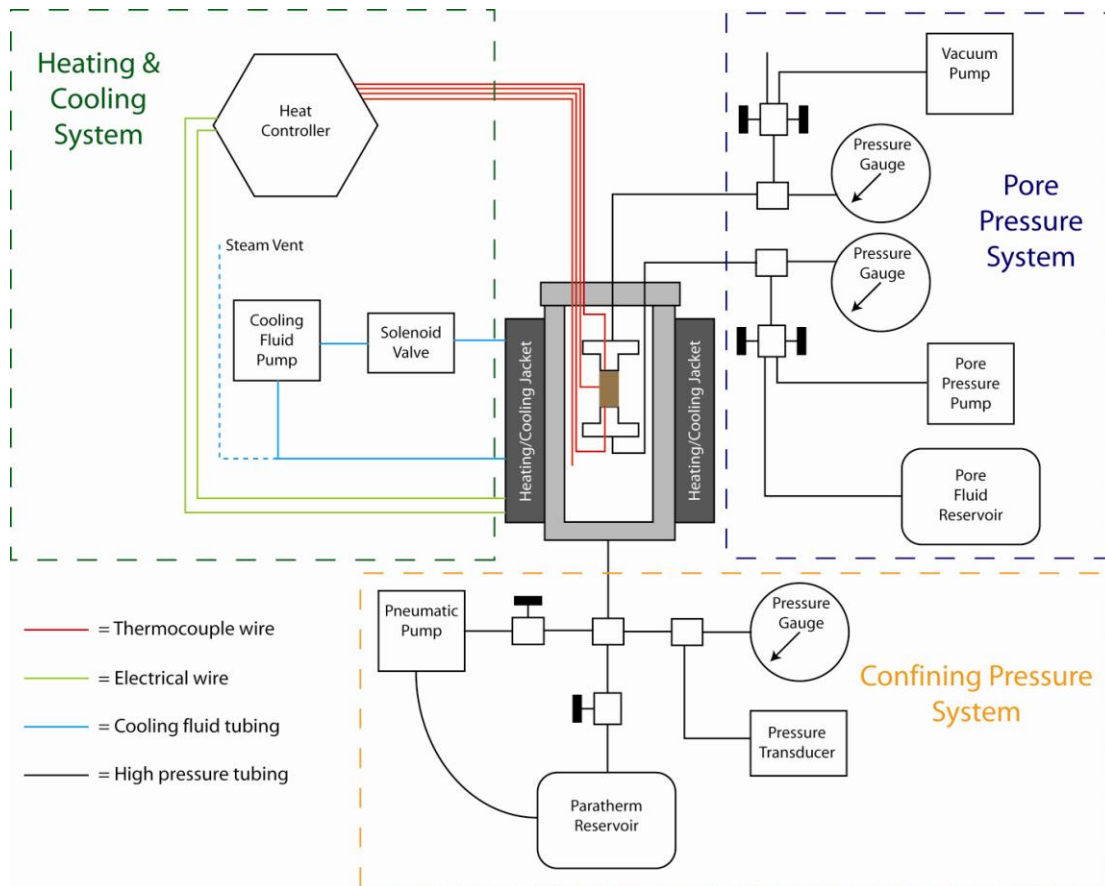 Heating &
Cooling
System
Heat
Controller
Steam Vent
Cooling
Fluid
Pump
Solenoid
Valve
Heating/Cooling Jacket
Heating/Cooling Jacket
Vacuum
Pump
Pressure
Gauge
Pore
Pressure
System
Pressure
Gauge
Pore
Pressure
Pump
Pore
Fluid
Reservoir
= Thermocouple wire
= Electrical wire
= Cooling fluid tubing
= High pressure tubing
Pneumatic
Pump
Pressure
Gauge
Confining Pressure
System
Pressure
Transducer
Paratherm
Reservoir